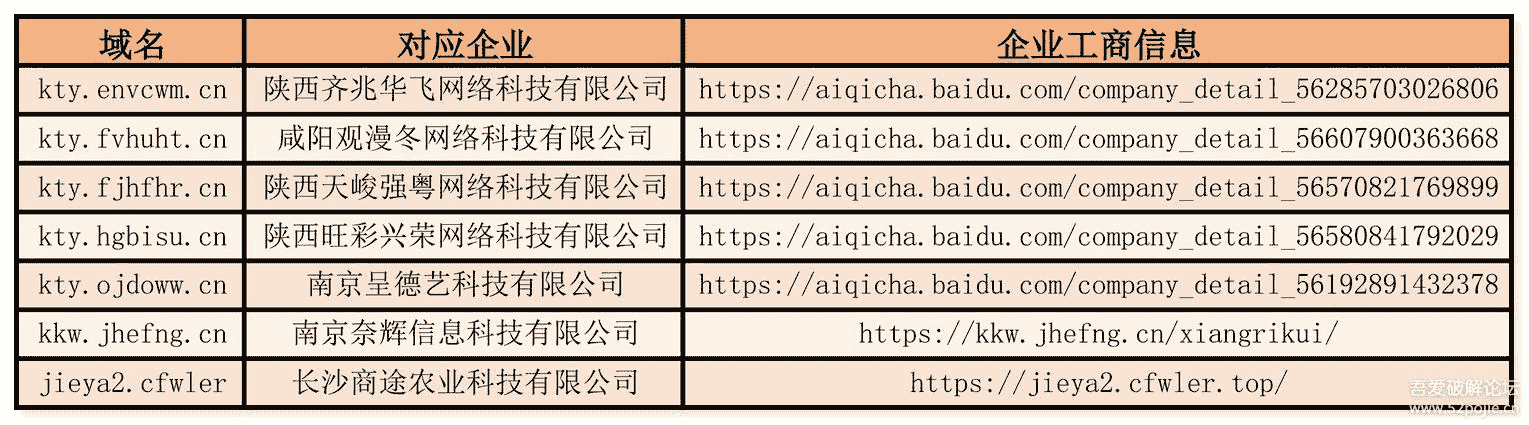 域名 对应企业 企业工商信息
kty.envcwm.cn 陕西齐兆华飞网络科技有限公司 https://aiqicha.baidu.com/company_detail_56285703026806
kty.fvhuht.cn 咸阳观漫冬网络科技有限公司 https://aiqicha.baidu.com/company_detail_56607900363668
kty.fjhfhr.cn 陕西天峻强粤网络科技有限公司 https://aiqicha.baidu.com/company_detail_56570821769899
kty.hgbisu.cn 陕西旺彩兴荣网络科技有限公司 https://aiqicha.baidu.com/company_detail_56580841792029
kty.ojdoww.cn 南京呈德艺科技有限公司 https://aiqicha.baidu.com/company_detail_56192891432378
kkw.jhefng.cn 南京奈辉信息科技有限公司 https://kkw.jhefng.cn/xiangrikui/
jieya2.cfwler 长沙商途农业科技有限公司 https://jieya2.cfwler.top/
吾爱破解论坛
www.52pojie.cn